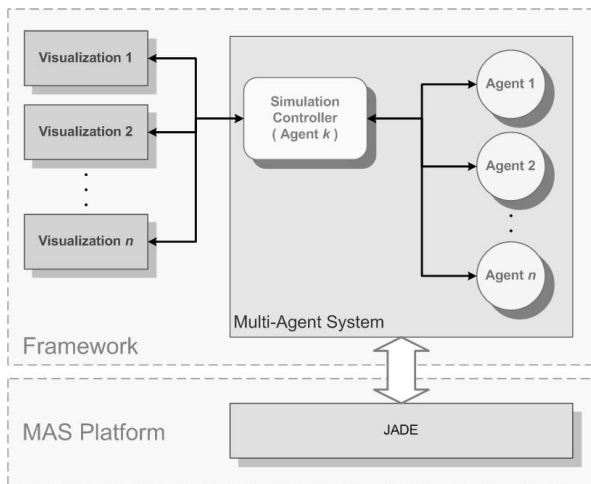 Visualization 1
Visualization 2
Visualization n
Simulation
Controller
( Agent k )
Agent 1
Agent 2
Agent n
Multi-Agent System
Framework
MAS Platform
JADE